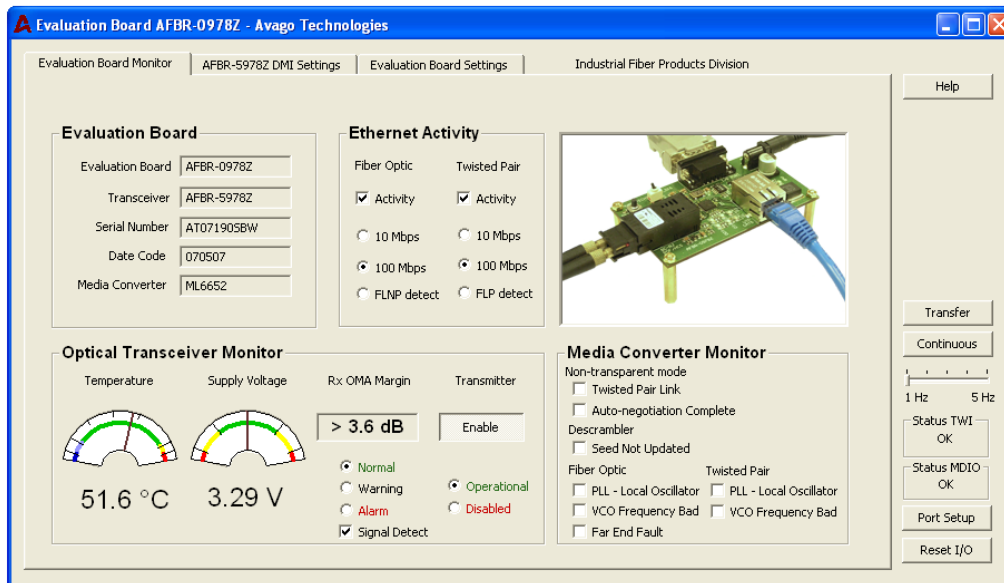 Evaluation Board AFBR-0978Z - Avago Technologies
Evaluation Board Monitor
AFBR-5978Z DMI Settings
Evaluation Board Settings
Industrial Fiber Products Division
Help
Evaluation Board
Evaluation Board AFBR-0978Z
Transceiver AFBR-5978Z
Serial Number AT07190SBW
Date Code 070507
Media Converter ML6652
Ethernet Activity
Fiber Optic Twisted Pair
Activity Activity
10 Mbps 10 Mbps
100 Mbps 100 Mbps
FLNP detect FLP detect
Transfer
Continuous
1 Hz 5 Hz
Status TWI
OK
Status MDIO
OK
Port Setup
Reset I/O
Optical Transceiver Monitor
Temperature Supply Voltage Rx OMA Margin Transmitter
> 3.6 dB Enable
51.6 °C 3.29 V
Normal
Warning
Alarm
Signal Detect
Operational
Disabled
Media Converter Monitor
Non-transparent mode
Twisted Pair Link
Auto-negotiation Complete
Descrambler
Seed Not Updated
Fiber Optic Twisted Pair
PLL - Local Oscillator PLL - Local Oscillator
VCO Frequency Bad VCO Frequency Bad
Far End Fault